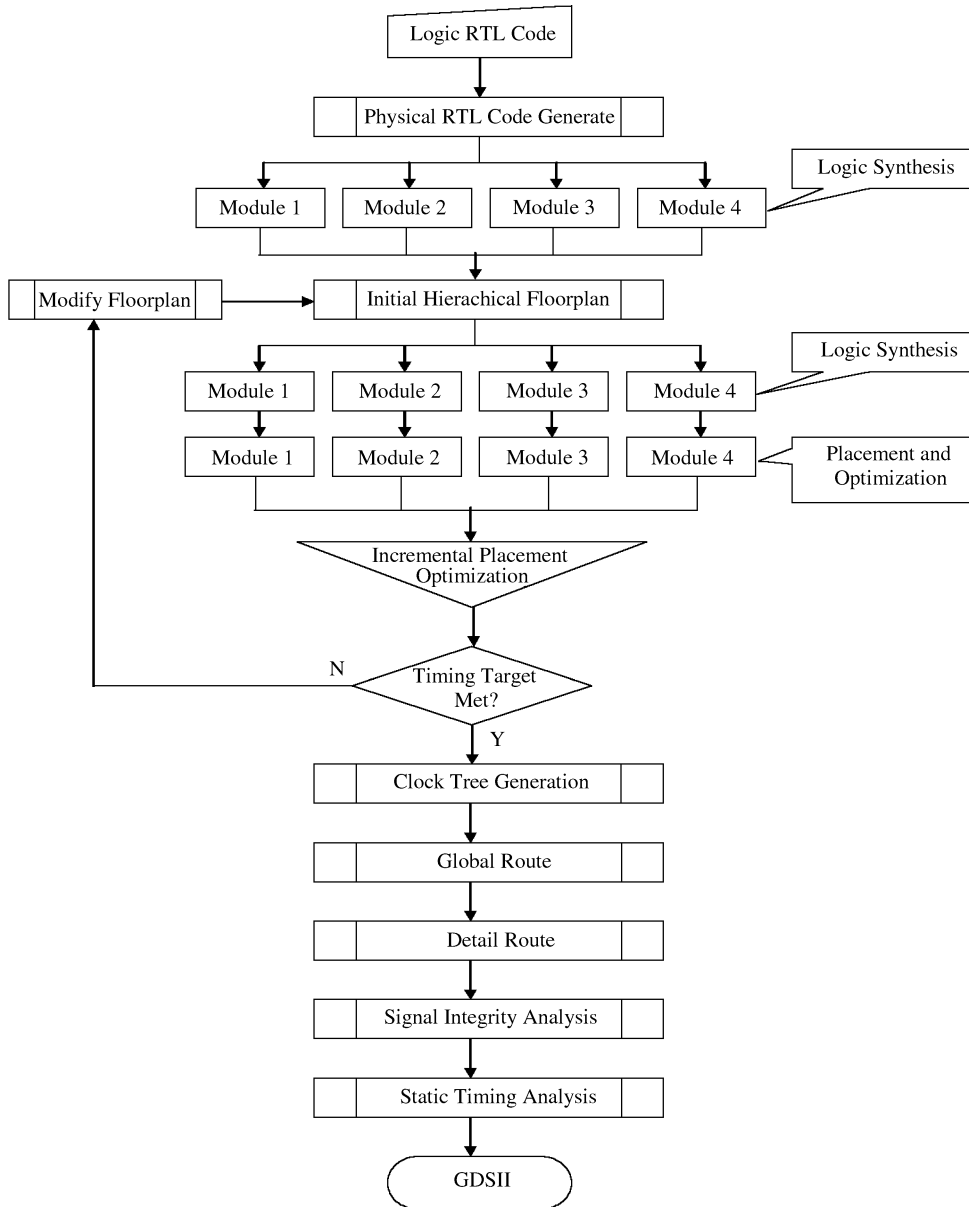 Logic RTL Code
Physical RTL Code Generate
Logic Synthesis
Module 1
Module 2
Module 3
Module 4
Modify Floorplan
Initial Hierachical Floorplan
Logic Synthesis
Module 1
Module 2
Module 3
Module 4
Module 1
Module 2
Module 3
Module 4
Placement and
Optimization
Incremental Placement
Optimization
N
Timing Target
Met?
Y
Clock Tree Generation
Global Route
Detail Route
Signal Integrity Analysis
Static Timing Analysis
GDSII